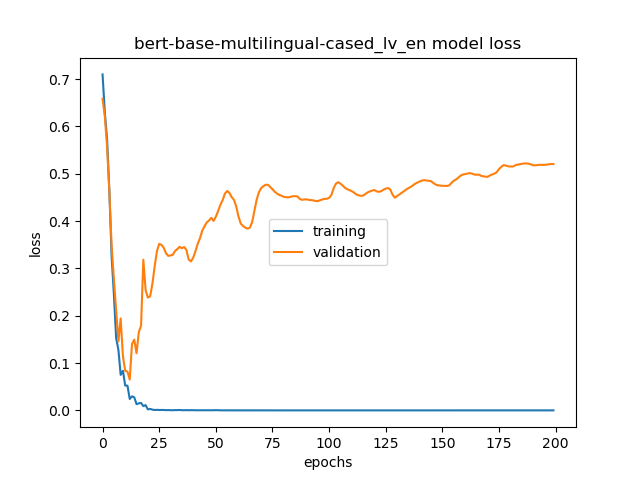 bert-base-multilingual-cased_lv_en model loss
0.7
0.6
0.5
0.4
0.3
0.2
0.1
0.0
loss
training
validation
0 25 50 75 100 125 150 175 200
epochs